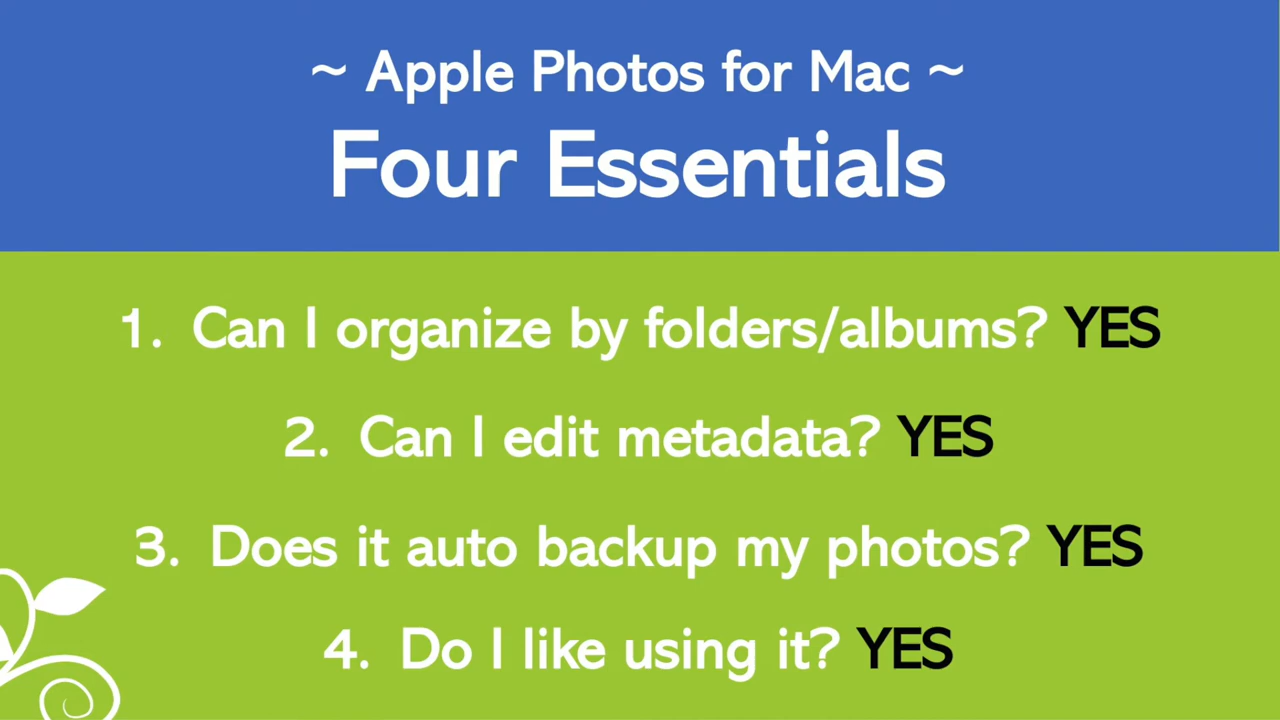 ~ Apple Photos for Mac ~
Four Essentials
1. Can I organize by folders/albums? YES
2. Can I edit metadata? YES
3. Does it auto backup my photos? YES
4. Do I like using it? YES